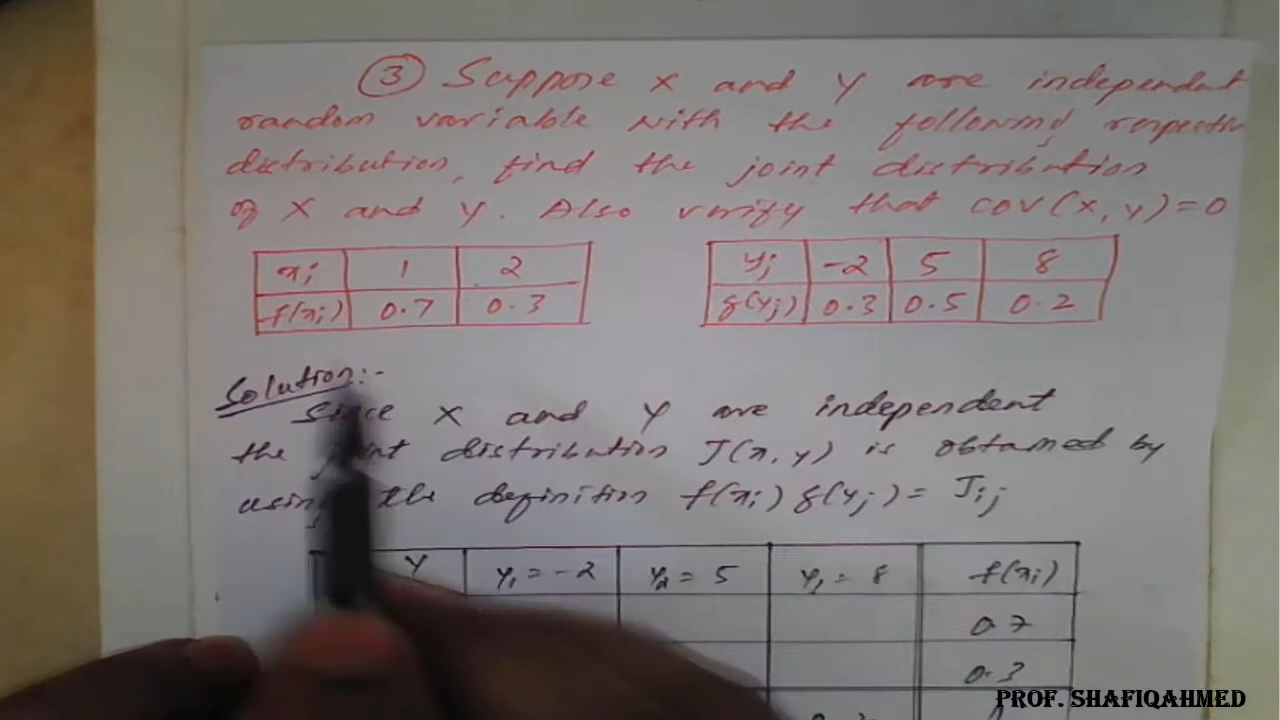 ③ Suppose X and Y are independent
random variable with the following respective
distribution, find the joint distribution
of X and Y. Also verify that COV(X, Y) = 0
xi 1 2
f(xi) 0.7 0.3
yj -2 5 8
g(yj) 0.3 0.5 0.2
Solution:-
Since X and Y are independent
the joint distribution J(x, y) is obtained by
using the definition f(xi) g(yj) = Jij
Y y1 = -2 y2 = 5 y3 = 8 f(xi)
0.7
0.3
PROF. SHAFIQAHMED